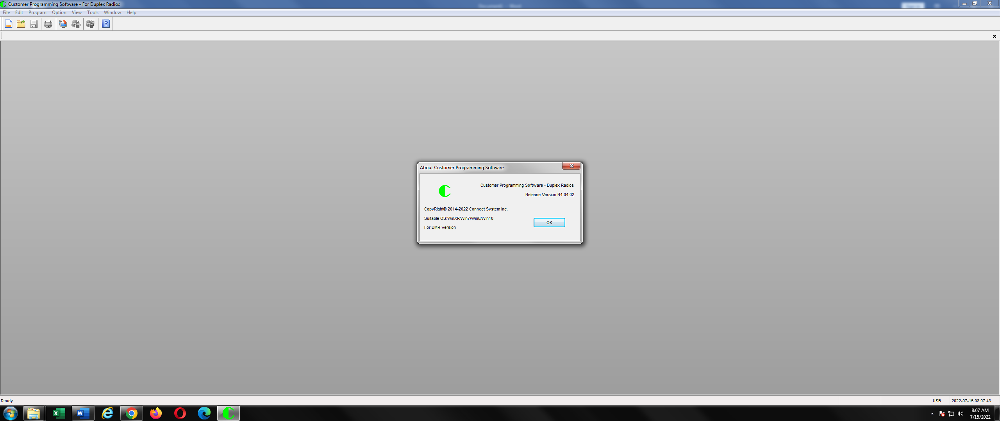 Customer Programming Software - For Duplex Radios
File Edit Program Option View Tools Window Help
About Customer Programming Software
Customer Programming Software - Duplex Radios
Release Version:R4.04.02
CopyRight© 2014-2022 Connect System Inc.
Suitable OS:WinXP/Win7/Win8/Win10.
OK
For DMR Version
Ready
USB
2022-07-15 08:07:43
8:07 AM
7/15/2022